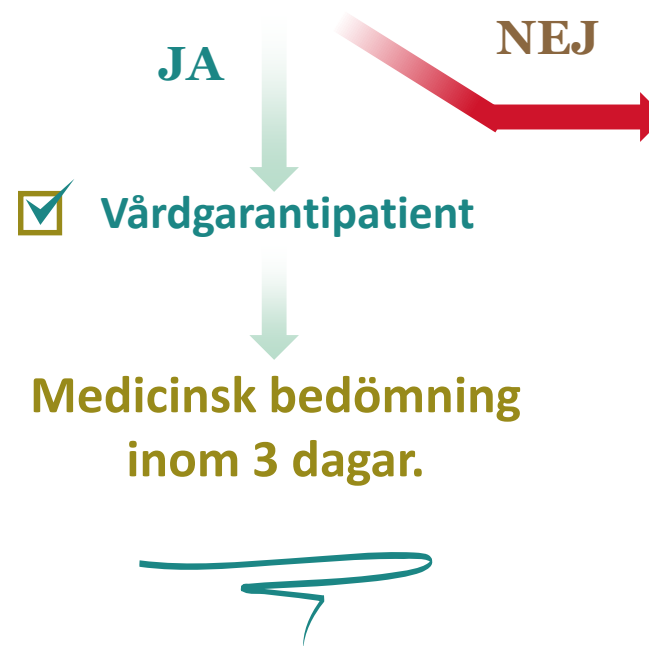 JA
NEJ
Vårdgarantipatient
Medicinsk bedömning
inom 3 dagar.